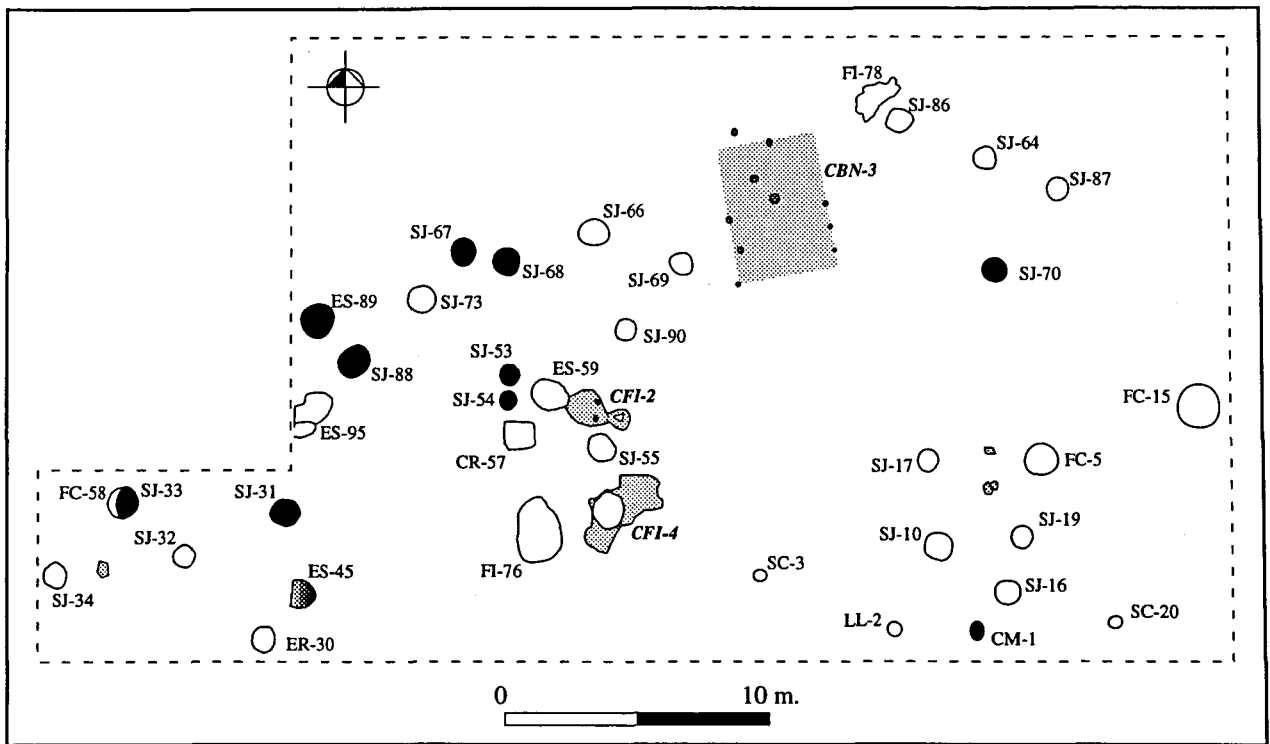 FI-78
SJ-86
SJ-64
CBN-3
SJ-87
SJ-66
SJ-67
SJ-68
SJ-69
SJ-70
ES-89
SJ-73
SJ-90
SJ-53
ES-59
SJ-88
SJ-54
CFI-2
FC-15
ES-95
CR-57
SJ-55
SJ-17
FC-5
FC-58
SJ-33
SJ-31
SJ-32
CFI-4
SJ-10
SJ-19
SJ-34
ES-45
FI-76
SC-3
SJ-16
ER-30
LL-2
CM-1
SC-20
0 10 m.